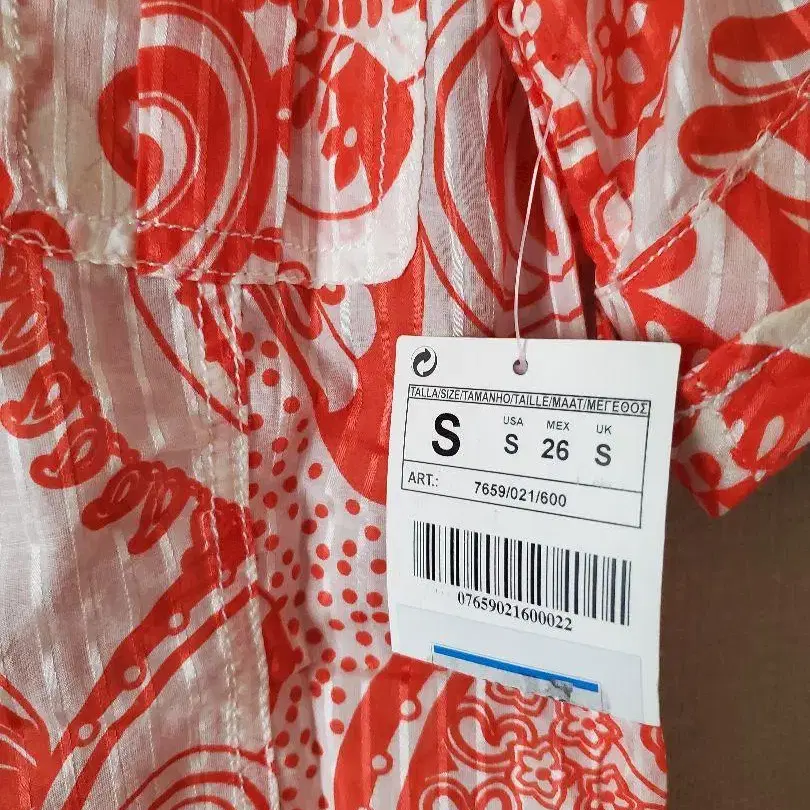 TALLA/SIZE/TAMANHO/TAILLE/MAAT/ΜΕΓΕΘΟΣ
S USA S MEX 26 UK S
ART.: 7659/021/600
07659021600022